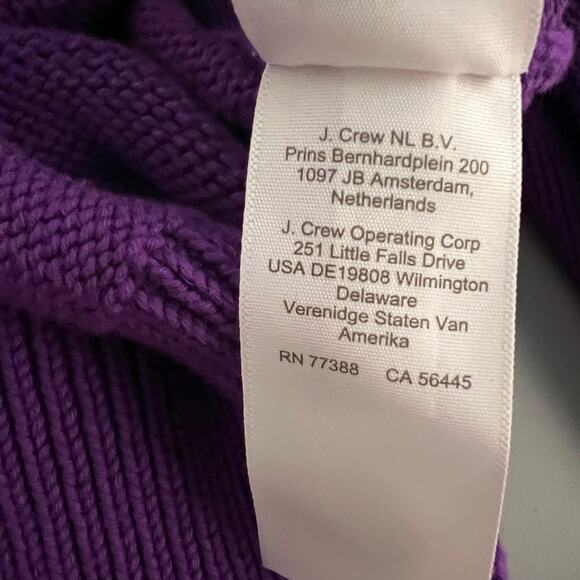 J. Crew NL B.V.
Prins Bernhardplein 200
1097 JB Amsterdam,
Netherlands
J. Crew Operating Corp
251 Little Falls Drive
USA DE19808 Wilmington
Delaware
Verenidge Staten Van
Amerika
RN 77388 CA 56445